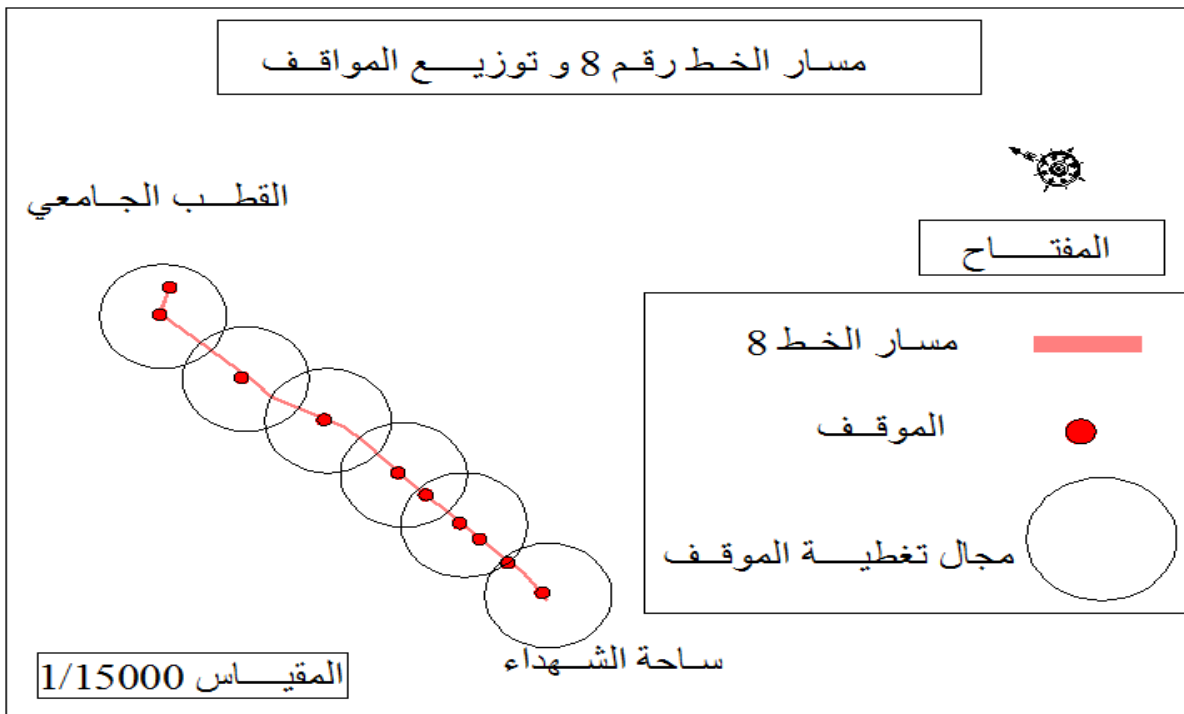 مسار الخط رقم 8 و توزيع المواقف
القطب الجامعي
المفتاح
مسار الخط 8
الموقف
مجال تغطية الموقف
ساحة الشهداء
المقياس 1/15000